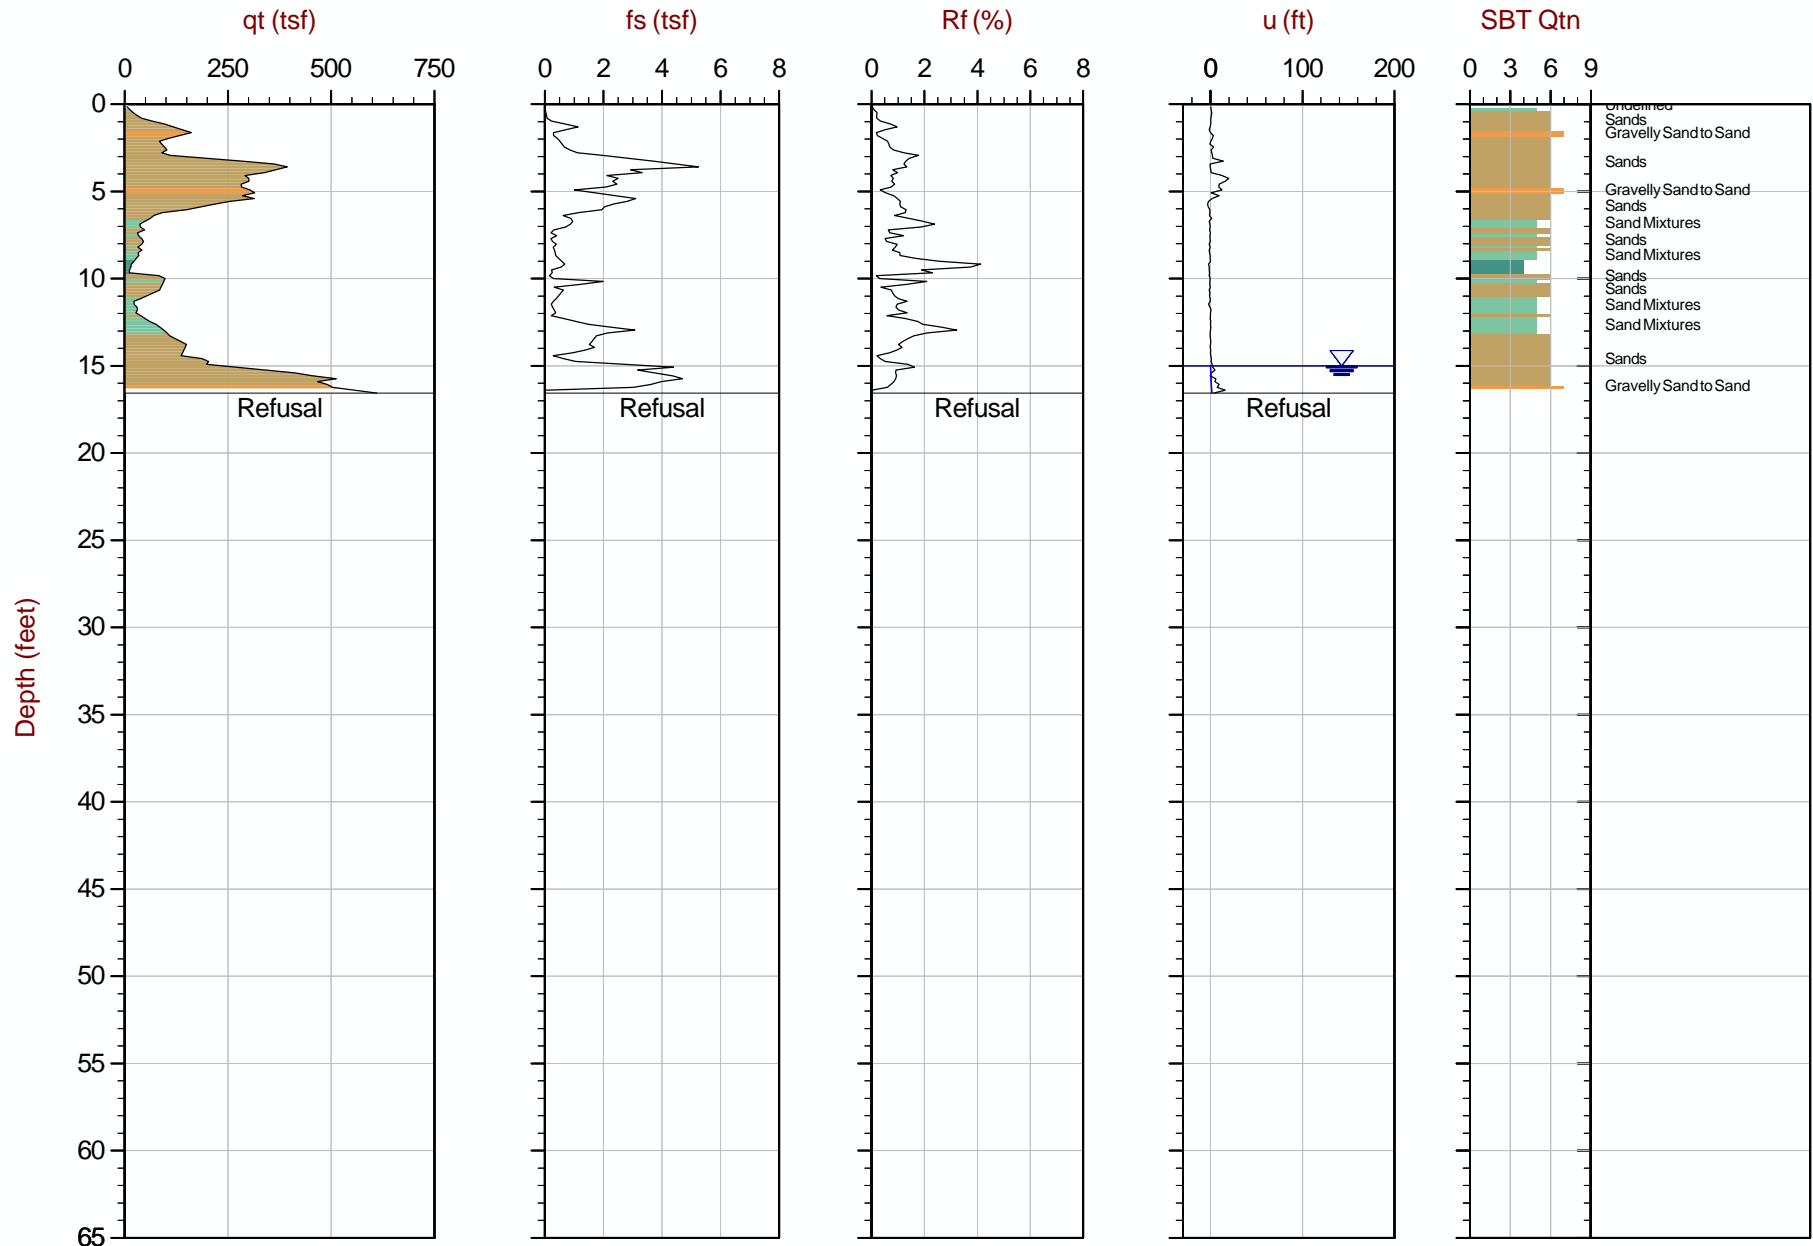 qt (tsf) fs (tsf) Rf (%) u (ft) SBT Qtn
0 250 500 750 0 2 4 6 8 0 2 4 6 8 0 100 200 0 3 6 9
0
5
10
15
20
25
30
35
40
45
50
55
60
65
Depth (feet)
Undefined
Sands
Gravelly Sand to Sand
Sands
Gravelly Sand to Sand
Sands
Sand Mixtures
Sands
Sand Mixtures
Sands
Sands
Sand Mixtures
Sand Mixtures
Sands
Gravelly Sand to Sand
Refusal Refusal Refusal Refusal